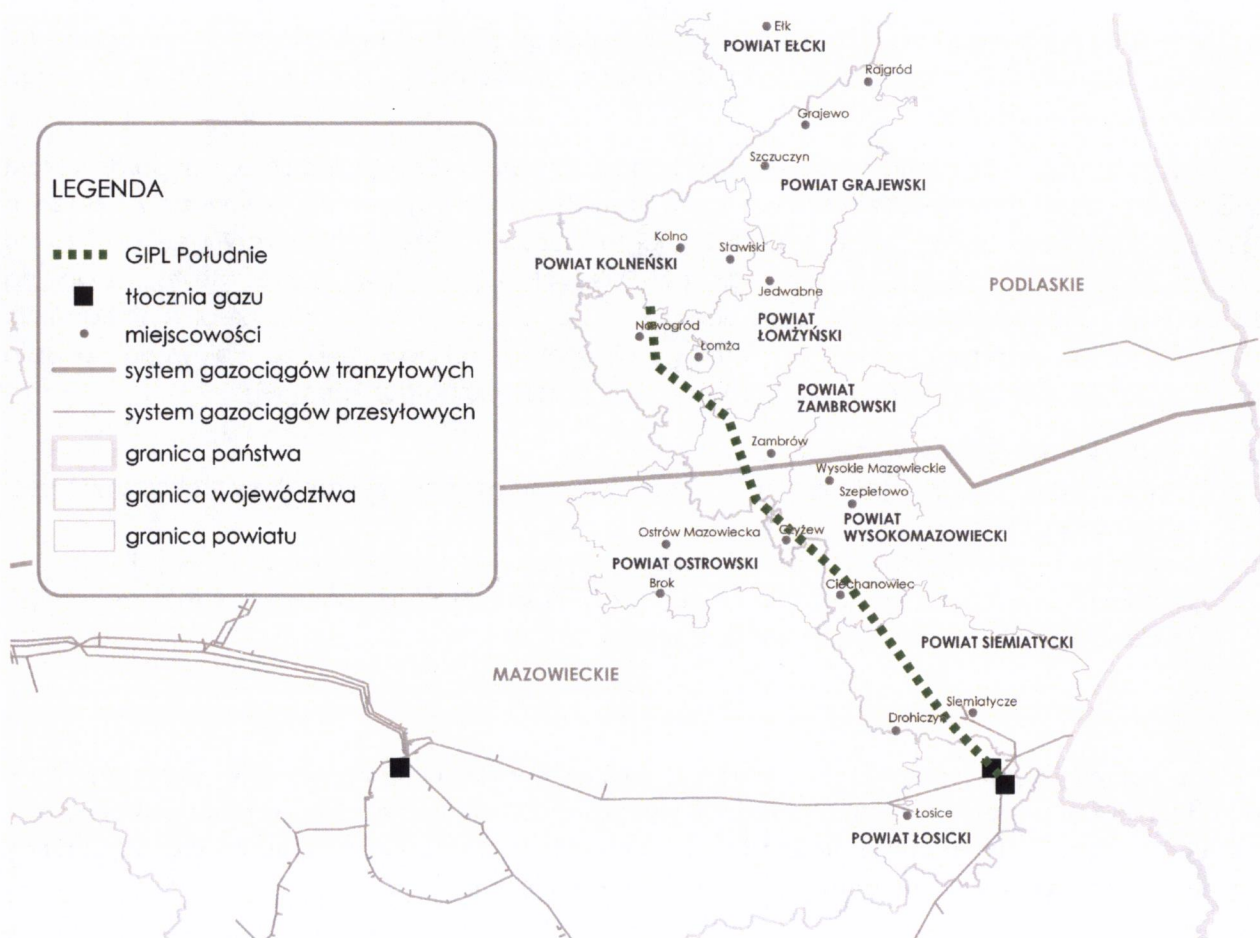 Ełk
POWIAT EŁCKI
Rajgród
Grajewo
Szczuczyn
POWIAT GRAJEWSKI
LEGENDA
GIPL Południe
tłocznia gazu
miejscowości
system gazociągów tranzytowych
system gazociągów przesyłowych
granica państwa
granica województwa
granica powiatu
Kolno
Stawiski
POWIAT KOLNEŃSKI
Jedwabne
PODLASKIE
POWIAT
ŁOMŻYŃSKI
Nowogród
Łomża
POWIAT
ZAMBROWSKI
Zambrów
Wysokie Mazowieckie
Szepietowo
POWIAT
WYSOKOMAZOWIECKI
Ostrów Mazowiecka
Czyżew
POWIAT OSTROWSKI
Brok
Ciechanowiec
POWIAT SIEMIATYCKI
MAZOWIECKIE
Siemiatycze
Drohiczyn
Łosice
POWIAT ŁOSICKI